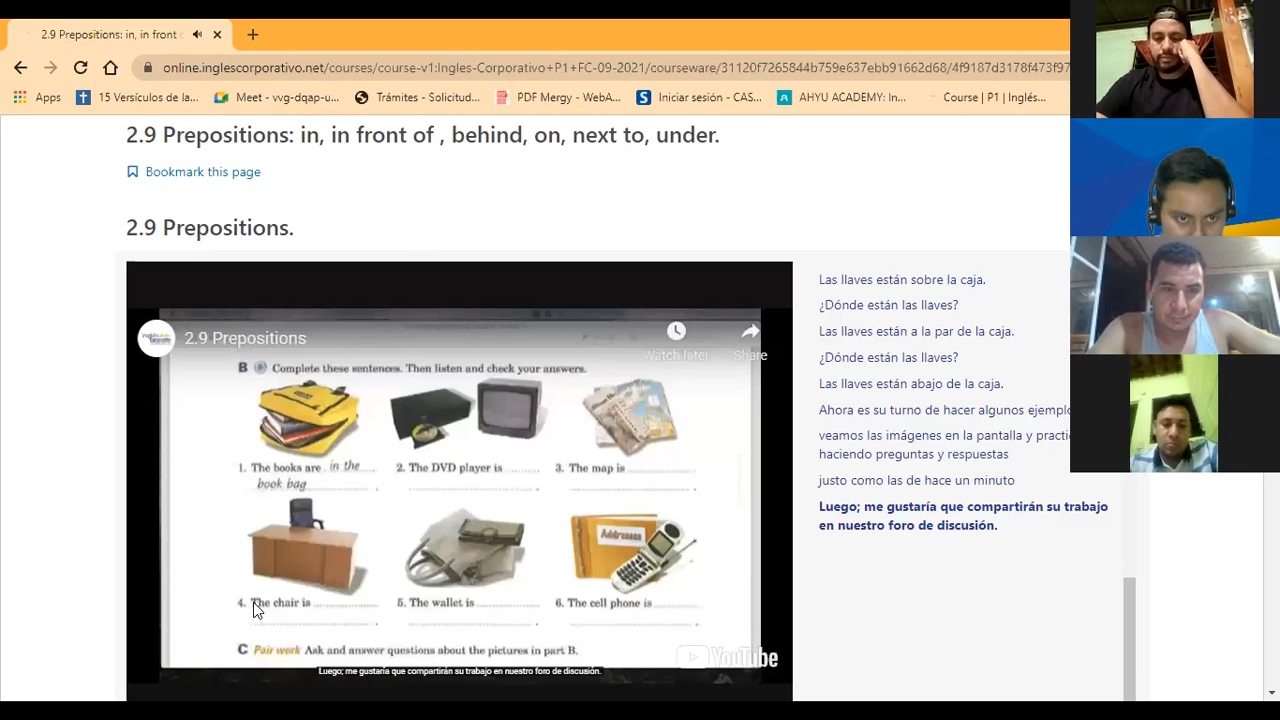 2.9 Prepositions: in, in front o
online.inglescorporativo.net/courses/course-v1:Ingles-Corporativo+P1+FC-09-2021/courseware/31120f7265844b759e637ebb91662d68/4f9187d3178f473f97
Apps
15 Versículos de la...
Meet - vvg-dqap-u...
Trámites - Solicitud...
PDF Mergy - WebA...
Iniciar sesión - CAS...
AHYU ACADEMY: In...
Course | P1 | Inglés...
2.9 Prepositions: in, in front of , behind, on, next to, under.
Bookmark this page
2.9 Prepositions.
2.9 Prepositions
Watch later
Share
B Complete these sentences. Then listen and check your answers.
1. The books are in the
book bag
2. The DVD player is
3. The map is
Addresses
4. The chair is
5. The wallet is
6. The cell phone is
C Pair work Ask and answer questions about the pictures in part B.
YouTube
Luego; me gustaría que compartirán su trabajo en nuestro foro de discusión.
Las llaves están sobre la caja.
¿Dónde están las llaves?
Las llaves están a la par de la caja.
¿Dónde están las llaves?
Las llaves están abajo de la caja.
Ahora es su turno de hacer algunos ejemplo
veamos las imágenes en la pantalla y practi
haciendo preguntas y respuestas
justo como las de hace un minuto
Luego; me gustaría que compartirán su trabajo
en nuestro foro de discusión.